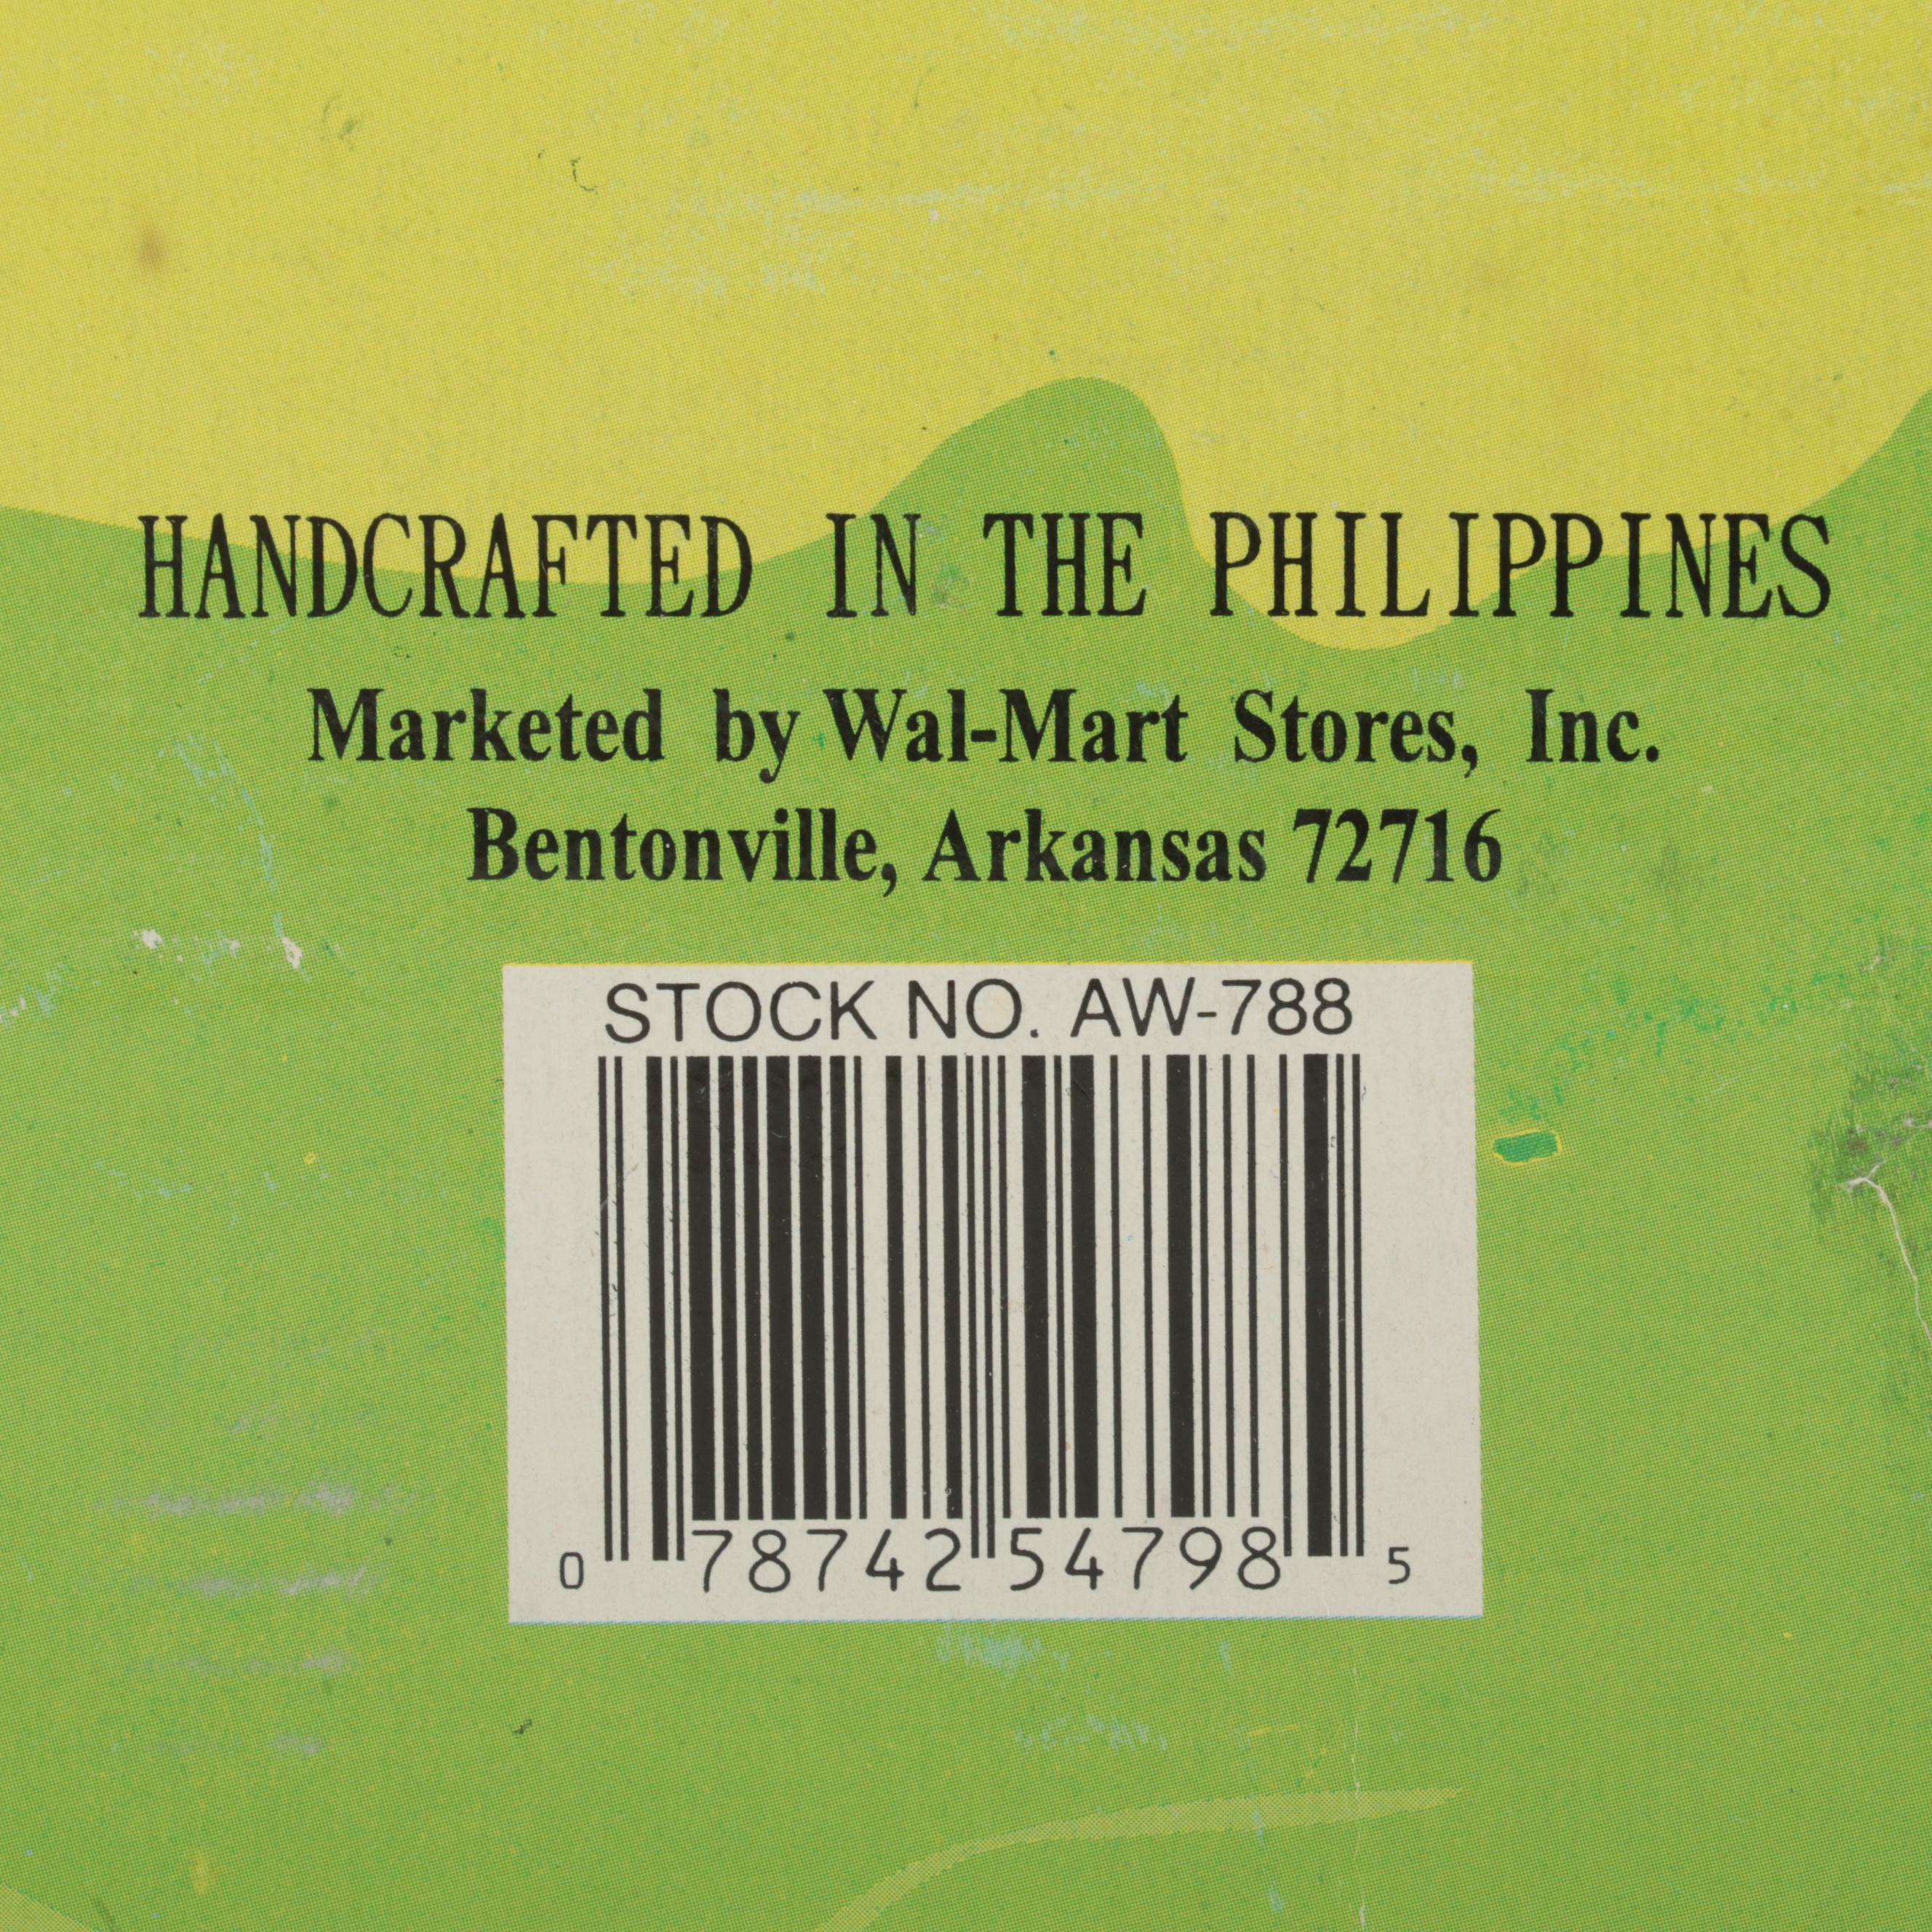 HANDCRAFTED IN THE PHILIPPINES
Marketed by Wal-Mart Stores, Inc.
Bentonville, Arkansas 72716
STOCK NO. AW-788
0 78742 54798 5